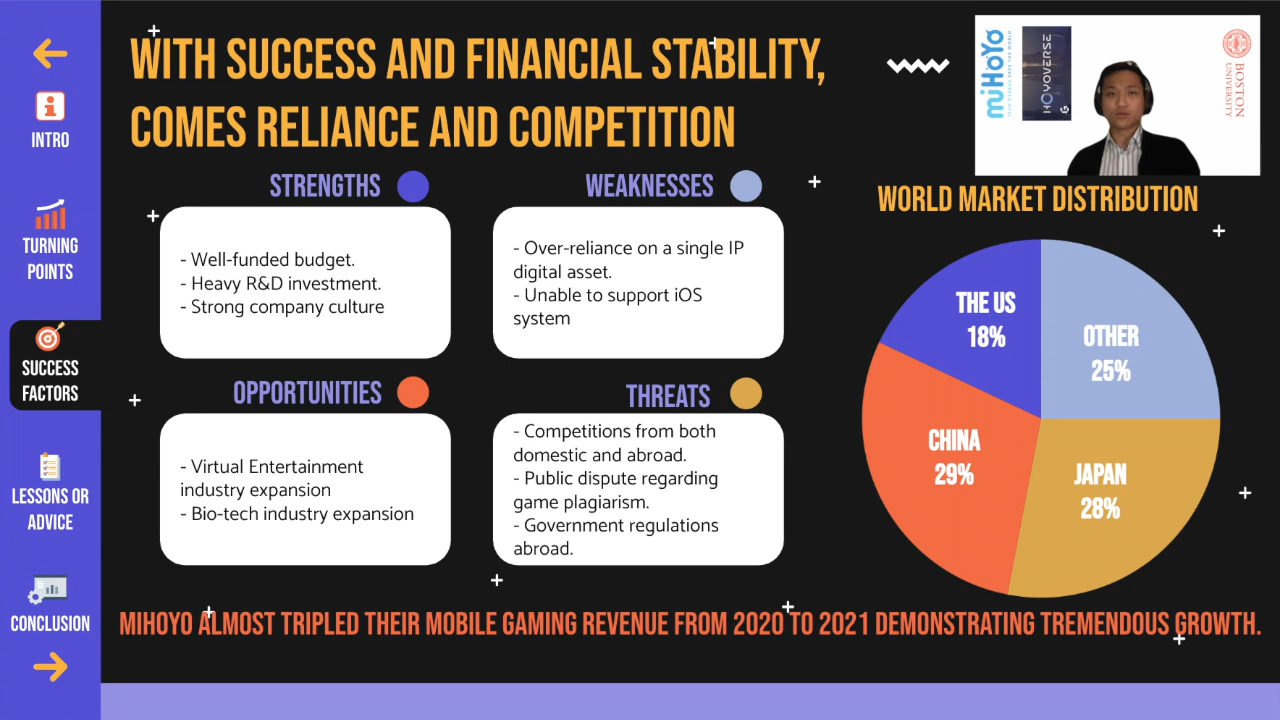 WITH SUCCESS AND FINANCIAL STABLILITY,
COMES RELIANCE AND COMPETITION
INTRO
TURNING
POINTS
SUCCESS
FACTORS
LESSONS OR
ADVICE
CONCLUSION
STRENGTHS
- Well-funded budget.
- Heavy R&D investment.
- Strong company culture
WEAKNESSES
- Over-reliance on a single IP
digital asset.
- Unable to support iOS
system
OPPORTUNITIES
- Virtual Entertainment
industry expansion
- Bio-tech industry expansion
THREATS
- Competitions from both
domestic and abroad.
- Public dispute regarding
game plagiarism.
- Government regulations
abroad.
miHoYo
HOYOVERSE
BOSTON
UNIVERSITY
WORLD MARKET DISTRIBUTION
THE US
18%
OTHER
25%
CHINA
29%
JAPAN
28%
MIHOYO ALMOST TRIPLED THEIR MOBILE GAMING REVENUE FROM 2020 TO 2021 DEMONSTRATING TREMENDOUS GROWTH.